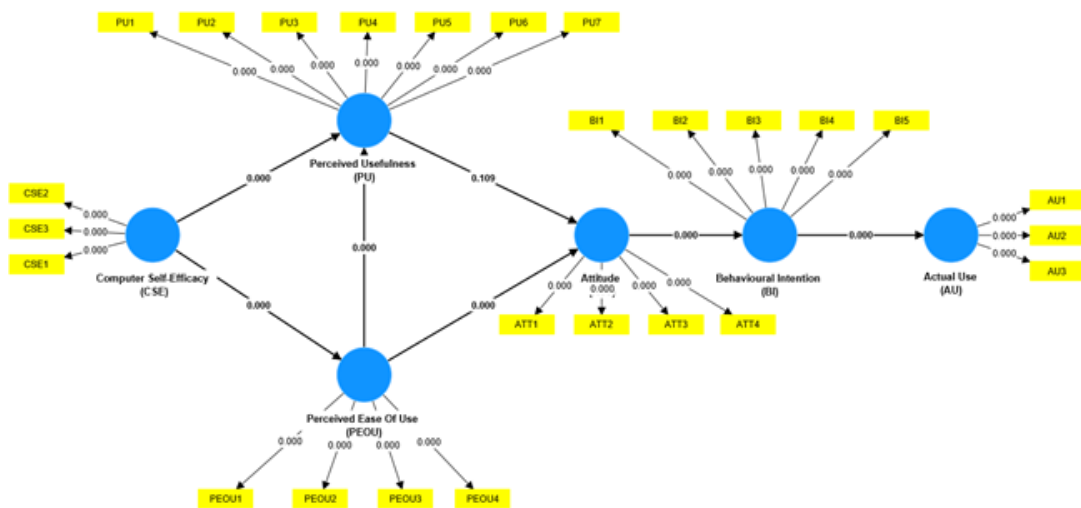 PU1 PU2 PU3 PU4 PU5 PU6 PU7
0.000 0.000 0.000 0.000 0.000 0.000 0.000
Perceived Usefulness
(PU)
BI1 BI2 BI3 BI4 BI5
0.000 0.000 0.000 0.000 0.000
CSE2
CSE3
CSE1
0.000
0.000
0.000
Computer Self-Efficacy
(CSE)
0.000
0.109
0.000
0.000
0.000
Attitude
0.000
Behavioural Intention
(BI)
0.000
Actual Use
(AU)
0.000
0.000
0.000
AU1
AU2
AU3
0.000 0.000 0.000 0.000
ATT1 ATT2 ATT3 ATT4
Perceived Ease Of Use
(PEOU)
0.000 0.000 0.000 0.000
PEOU1 PEOU2 PEOU3 PEOU4